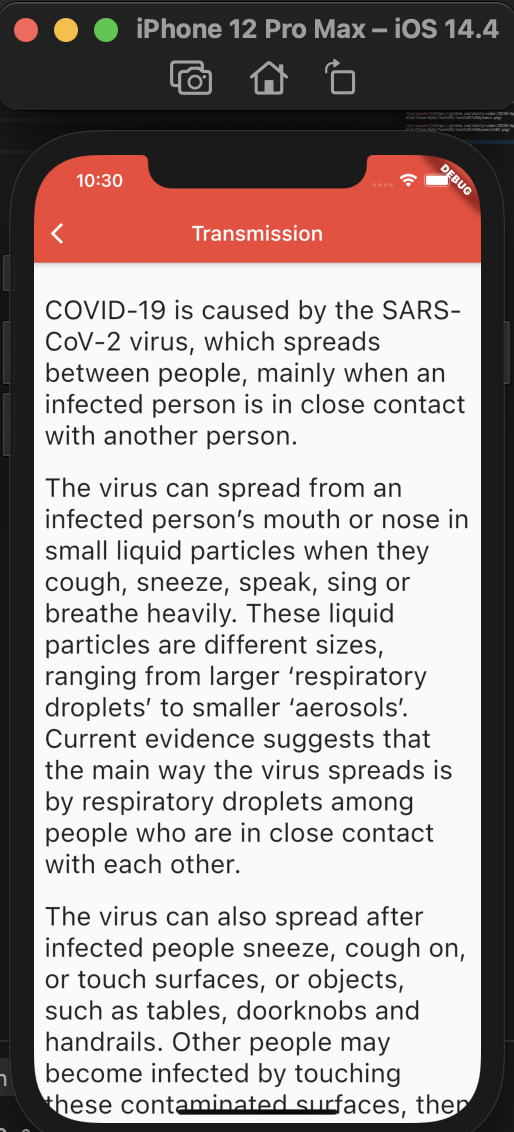 iPhone 12 Pro Max – iOS 14.4
10:30
DEBUG
Transmission
COVID-19 is caused by the SARS-
CoV-2 virus, which spreads
between people, mainly when an
infected person is in close contact
with another person.
The virus can spread from an
infected person’s mouth or nose in
small liquid particles when they
cough, sneeze, speak, sing or
breathe heavily. These liquid
particles are different sizes,
ranging from larger ‘respiratory
droplets’ to smaller ‘aerosols’.
Current evidence suggests that
the main way the virus spreads is
by respiratory droplets among
people who are in close contact
with each other.
The virus can also spread after
infected people sneeze, cough on,
or touch surfaces, or objects,
such as tables, doorknobs and
handrails. Other people may
become infected by touching
these contaminated surfaces, then